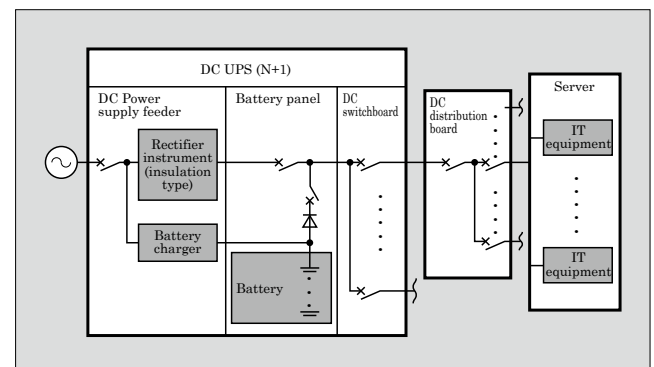 DC UPS (N+1)
DC Power
supply feeder
Rectifier
instrument
(insulation
type)
Battery
charger
Battery panel
Battery
DC
switchboard
DC
distribution
board
Server
IT
equipment
IT
equipment